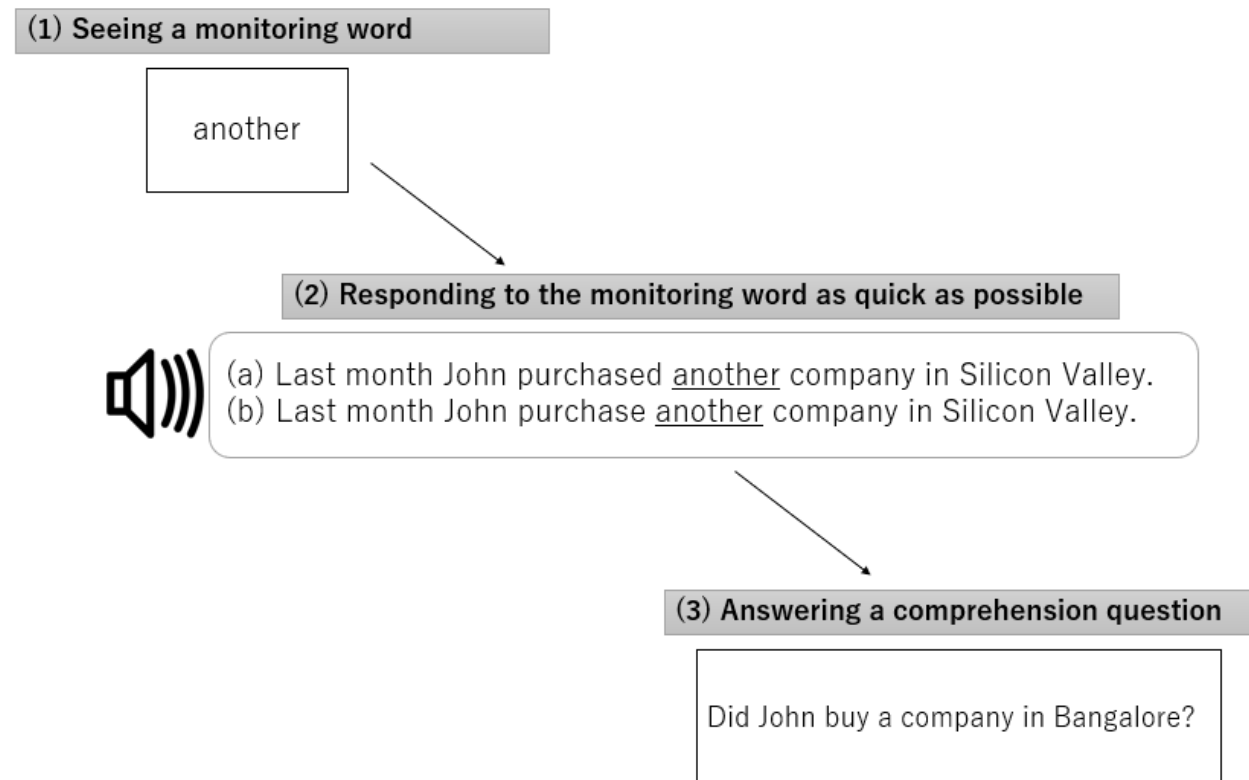 (1) Seeing a monitoring word
another
(2) Responding to the monitoring word as quick as possible
(a) Last month John purchased another company in Silicon Valley.
(b) Last month John purchase another company in Silicon Valley.
(3) Answering a comprehension question
Did John buy a company in Bangalore?